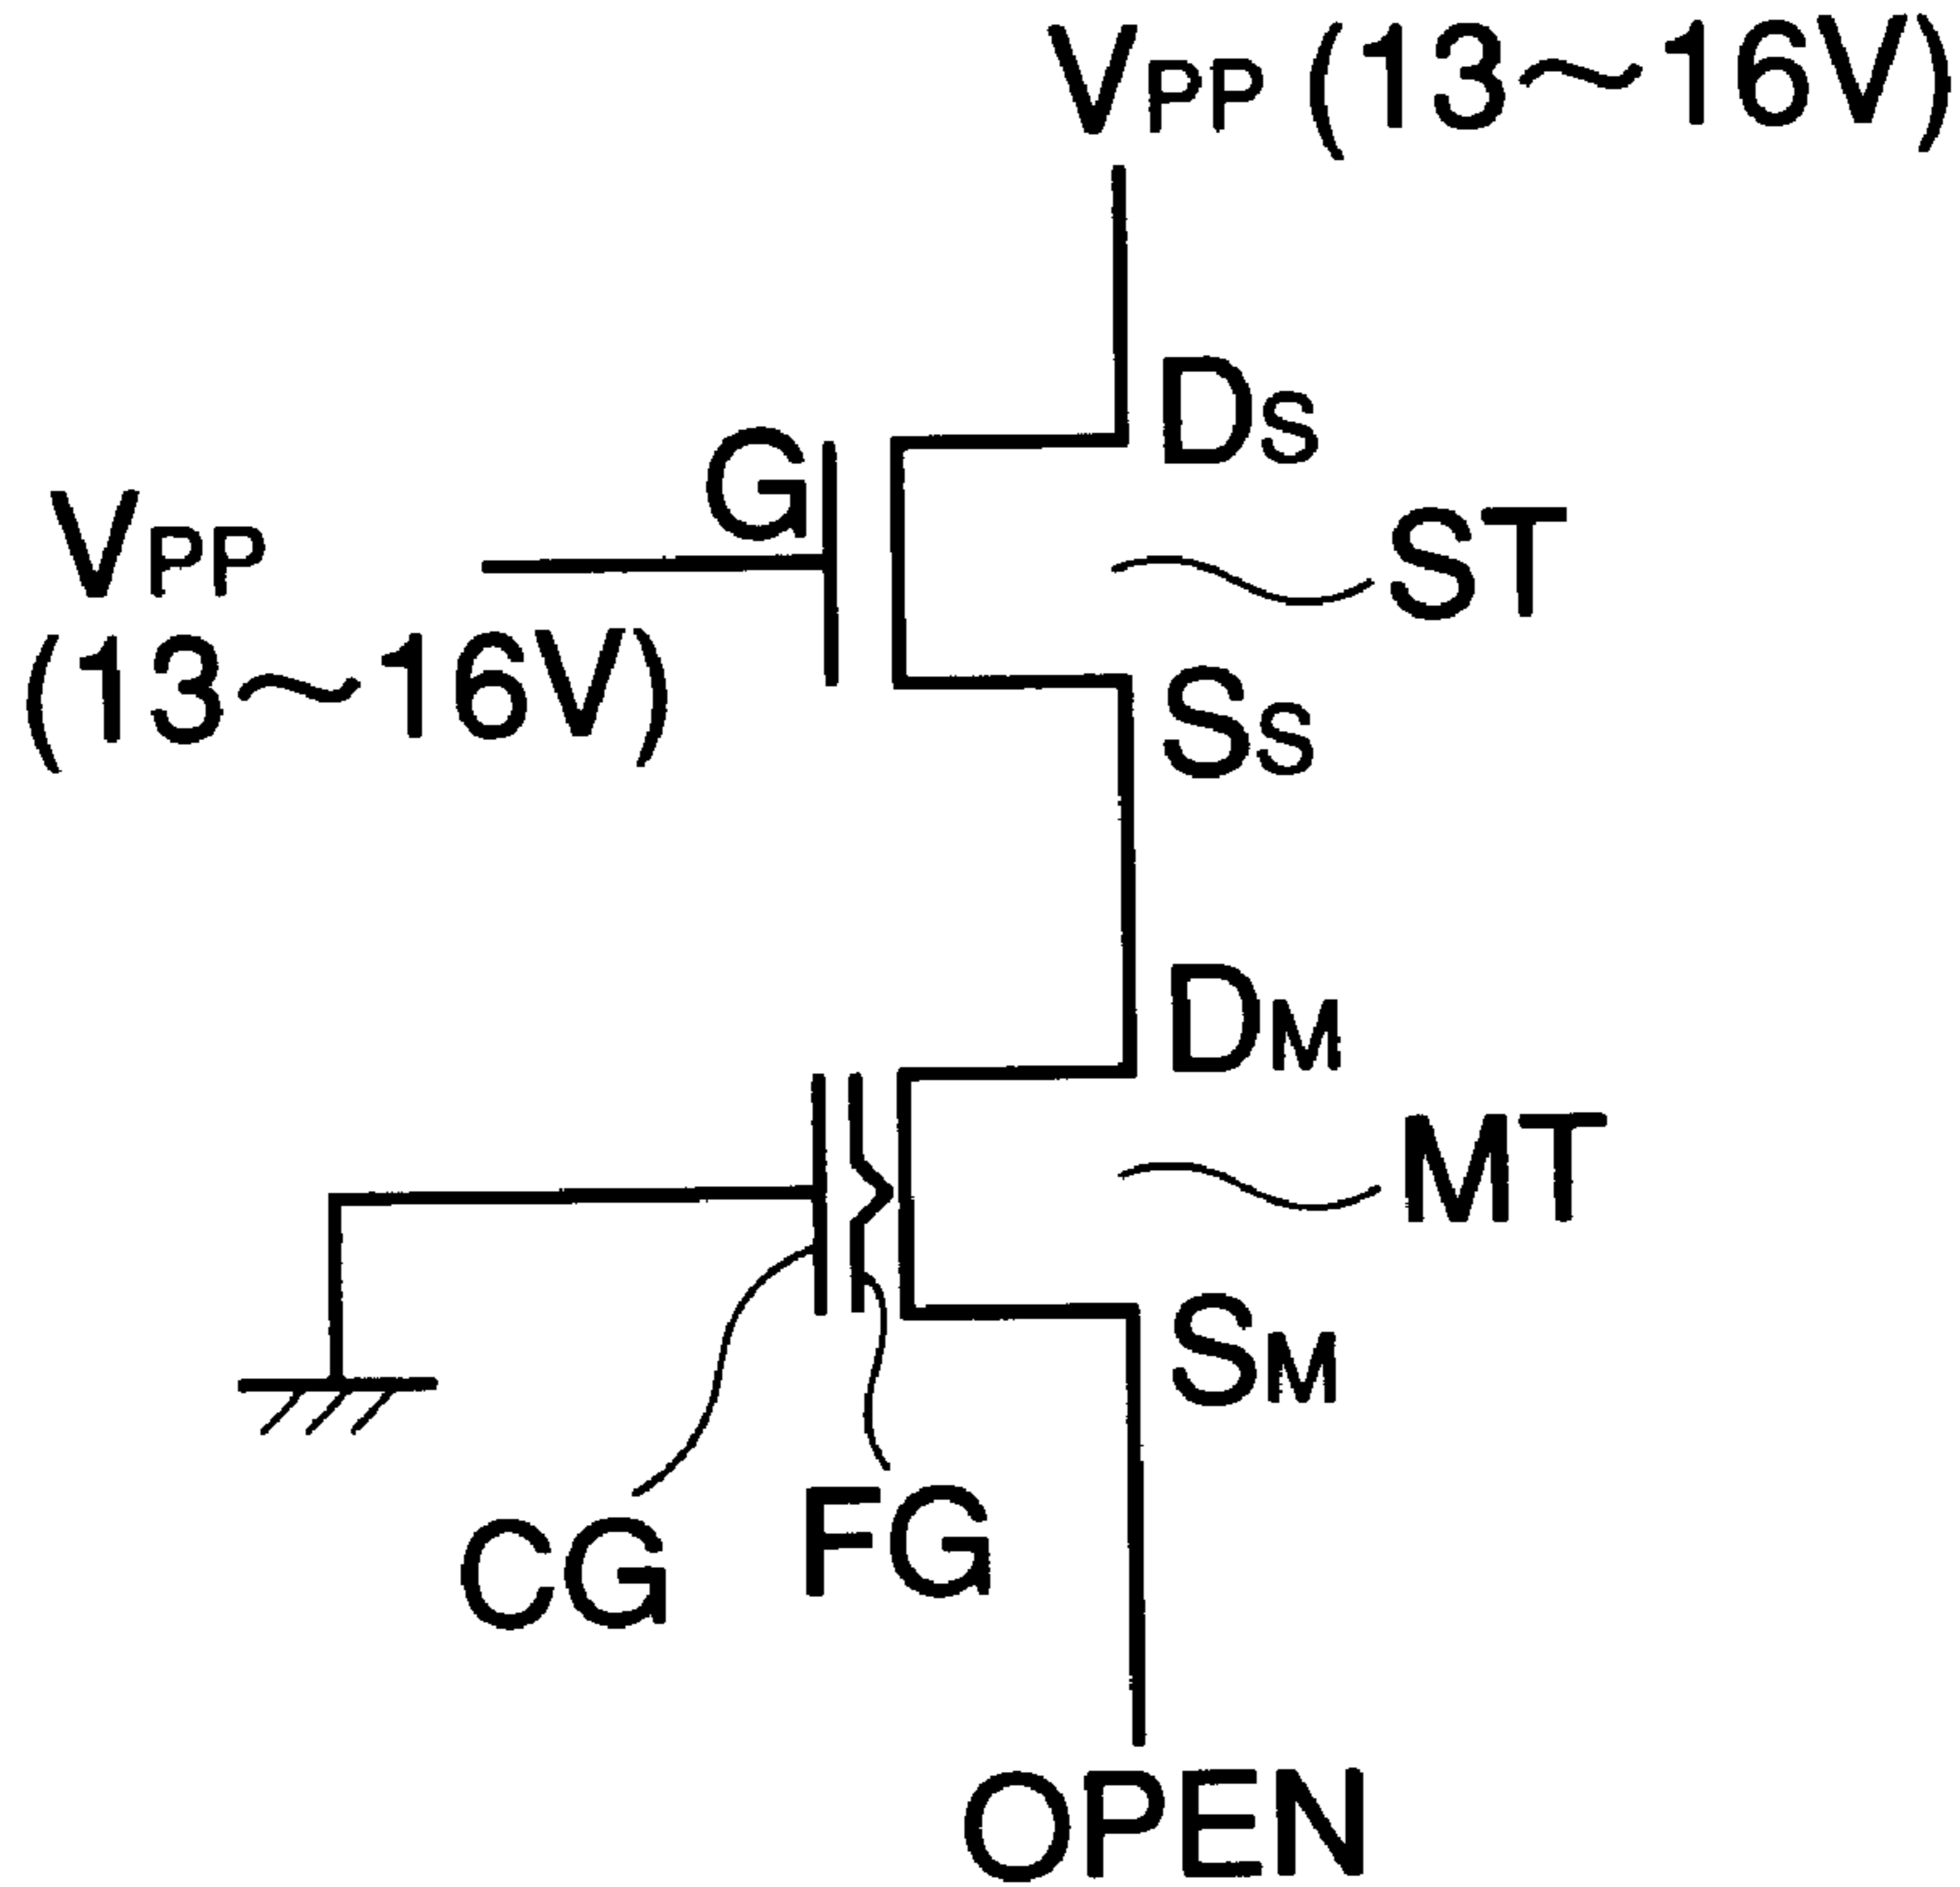 VPP (13~16V)
DS
G
VPP
(13~16V)
ST
SS
DM
MT
SM
CG
FG
OPEN